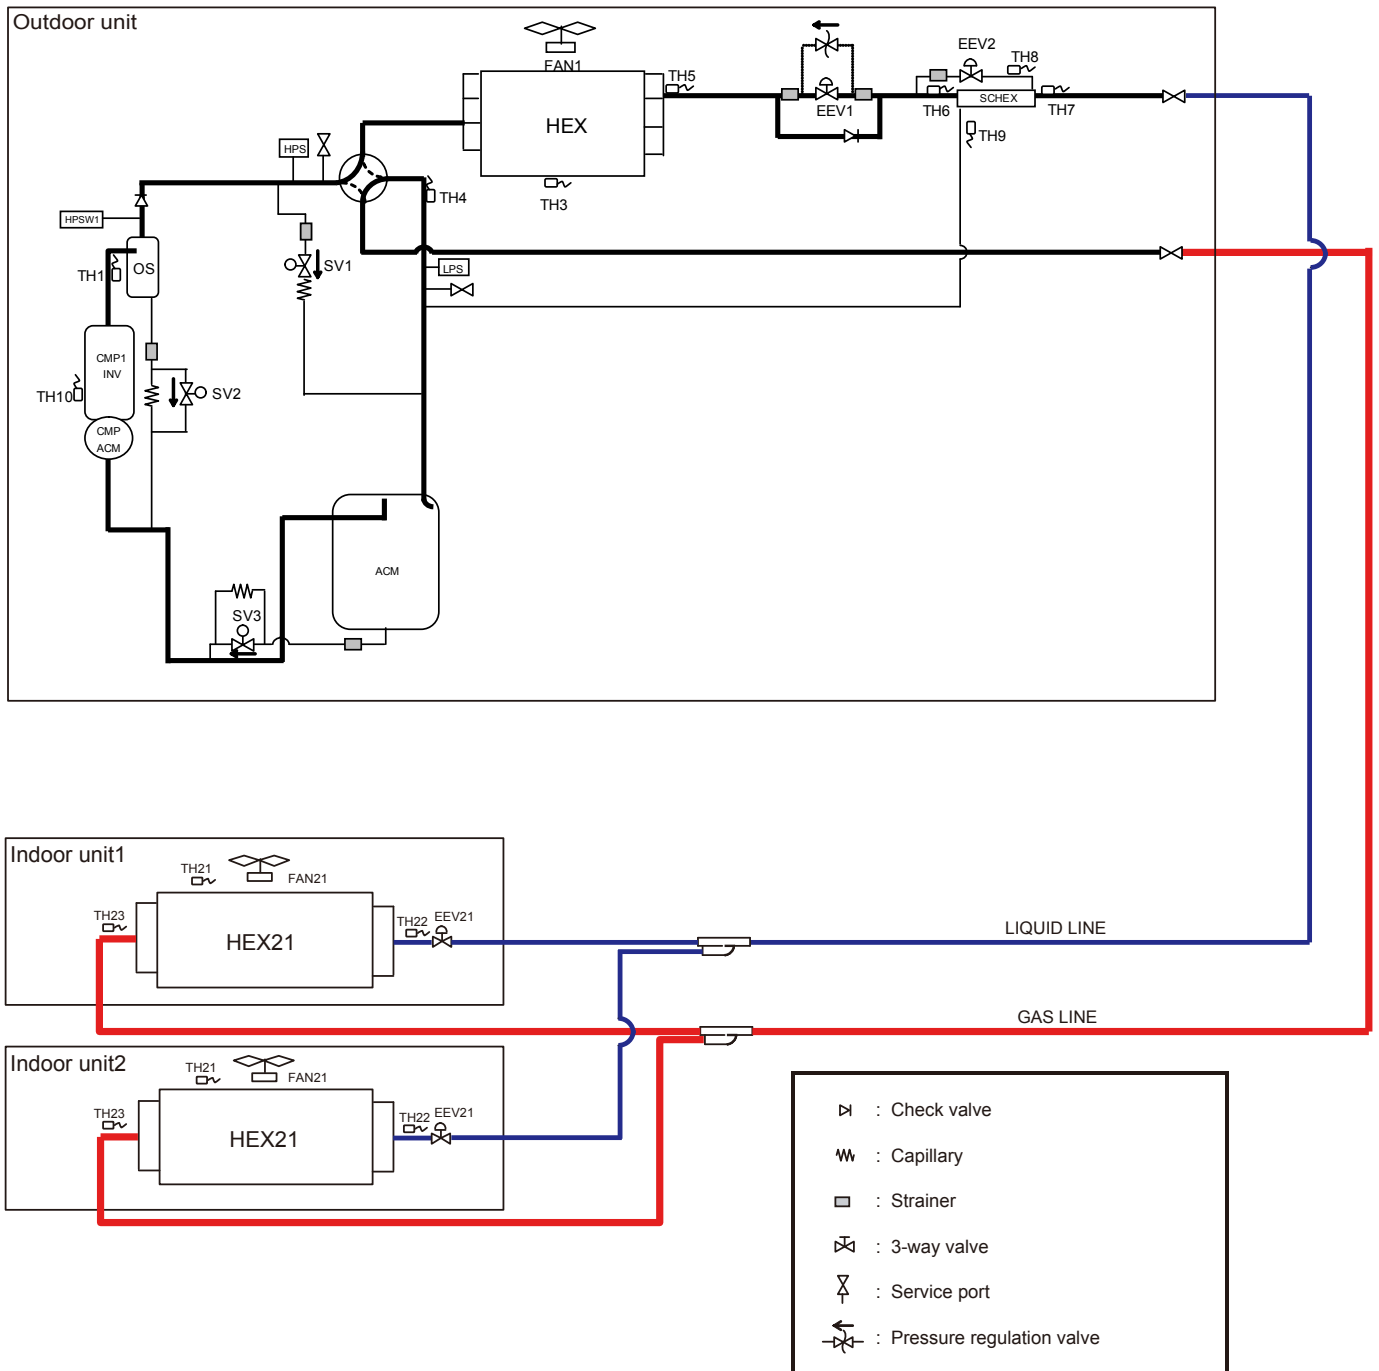 Outdoor unit
FAN1
HEX
TH3
TH5
EEV1
EEV2
TH8
TH6
SCHEX
TH7
TH9
HPS
TH4
HPSW1
OS
TH1
SV1
LPS
CMP1
INV
TH10
SV2
CMP
ACM
ACM
SV3
Indoor unit1
TH21
FAN21
TH23
HEX21
TH22
EEV21
LIQUID LINE
GAS LINE
Indoor unit2
TH21
FAN21
TH23
HEX21
TH22
EEV21
: Check valve
: Capillary
: Strainer
: 3-way valve
: Service port
: Pressure regulation valve